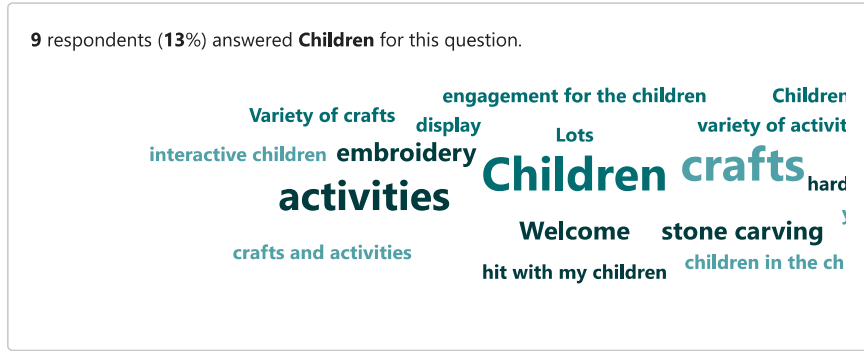 9 respondents (13%) answered Children for this question.
engagement for the children
Children
Variety of crafts
display
variety of activit
Lots
interactive children
embroidery
crafts
Children
hard
activities
Welcome
stone carving
crafts and activities
children in the ch
hit with my children